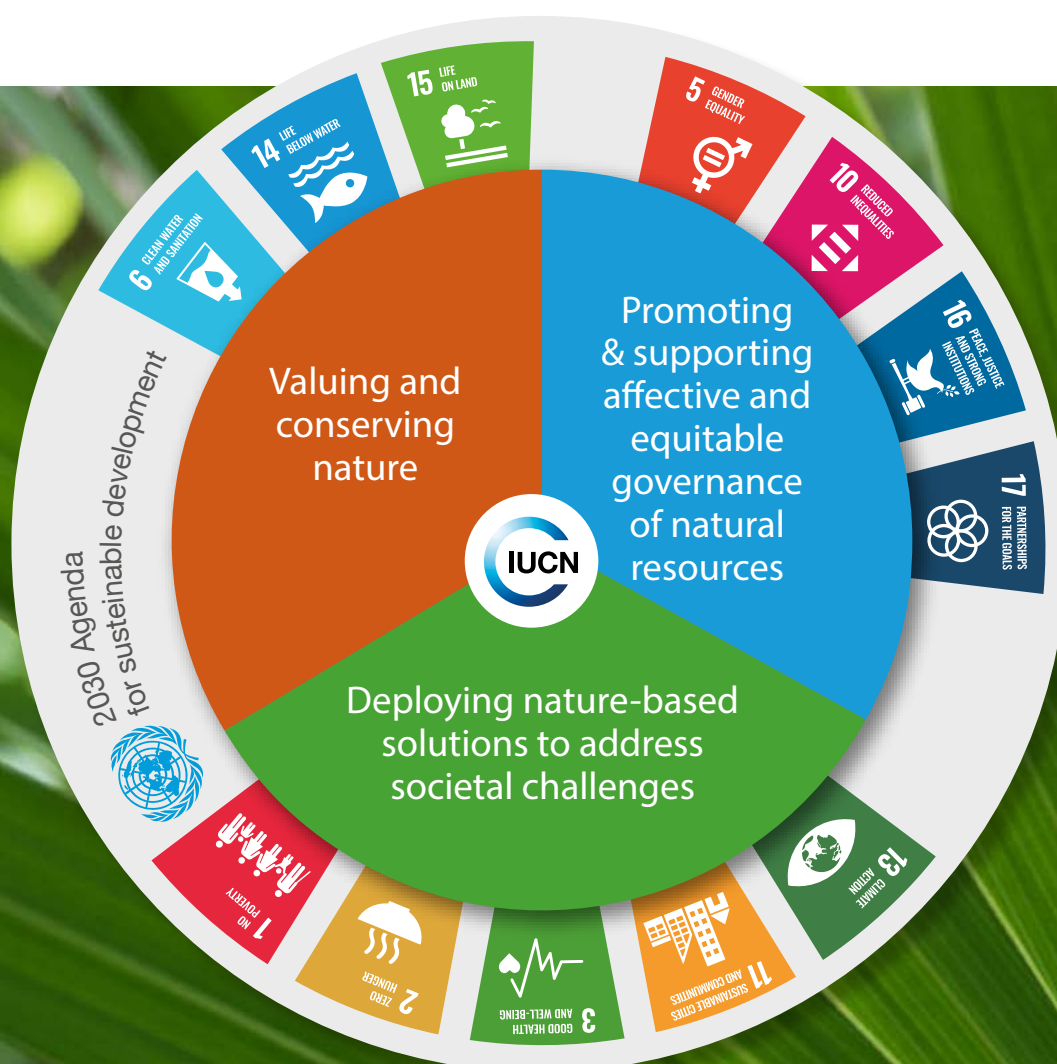 15 LIFE
ON LAND
14 LIFE
BELOW WATER
6 CLEAN WATER
AND SANITATION
5 GENDER
EQUALITY
10 REDUCED
INEQUALITIES
16 PEACE, JUSTICE
AND STRONG
INSTITUTIONS
17 PARTNERSHIPS
FOR THE GOALS
Valuing and
conserving
nature
Promoting
& supporting
affective and
equitable
governance
of natural
resources
IUCN
Deploying nature-based
solutions to address
societal challenges
2030 Agenda
for susteinable development
1 NO
POVERTY
2 ZERO
HUNGER
3 GOOD HEALTH
AND WELL-BEING
11 SUSTAINABLE CITIES
AND COMMUNITIES
13 CLIMATE
ACTION